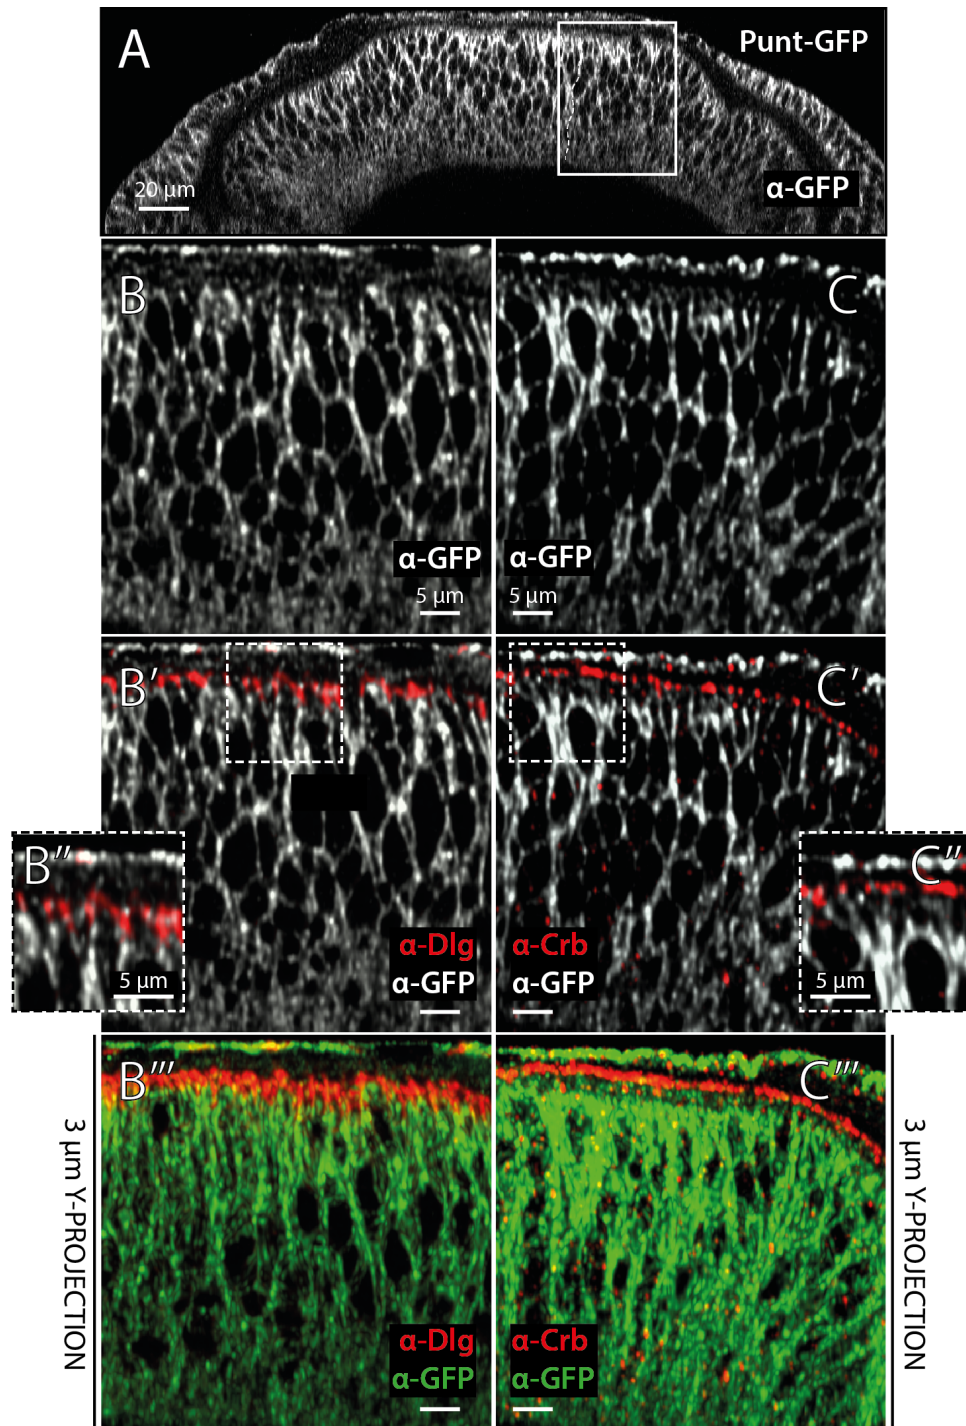 A
Punt-GFP
20 µm
α-GFP
B
C
α-GFP
5 µm
α-GFP
5 µm
B′
C′
B″
C″
5 µm
5 µm
α-Dlg
α-GFP
α-Crb
α-GFP
B‴
C‴
3 µm Y-PROJECTION
3 µm Y-PROJECTION
α-Dlg
α-GFP
α-Crb
α-GFP